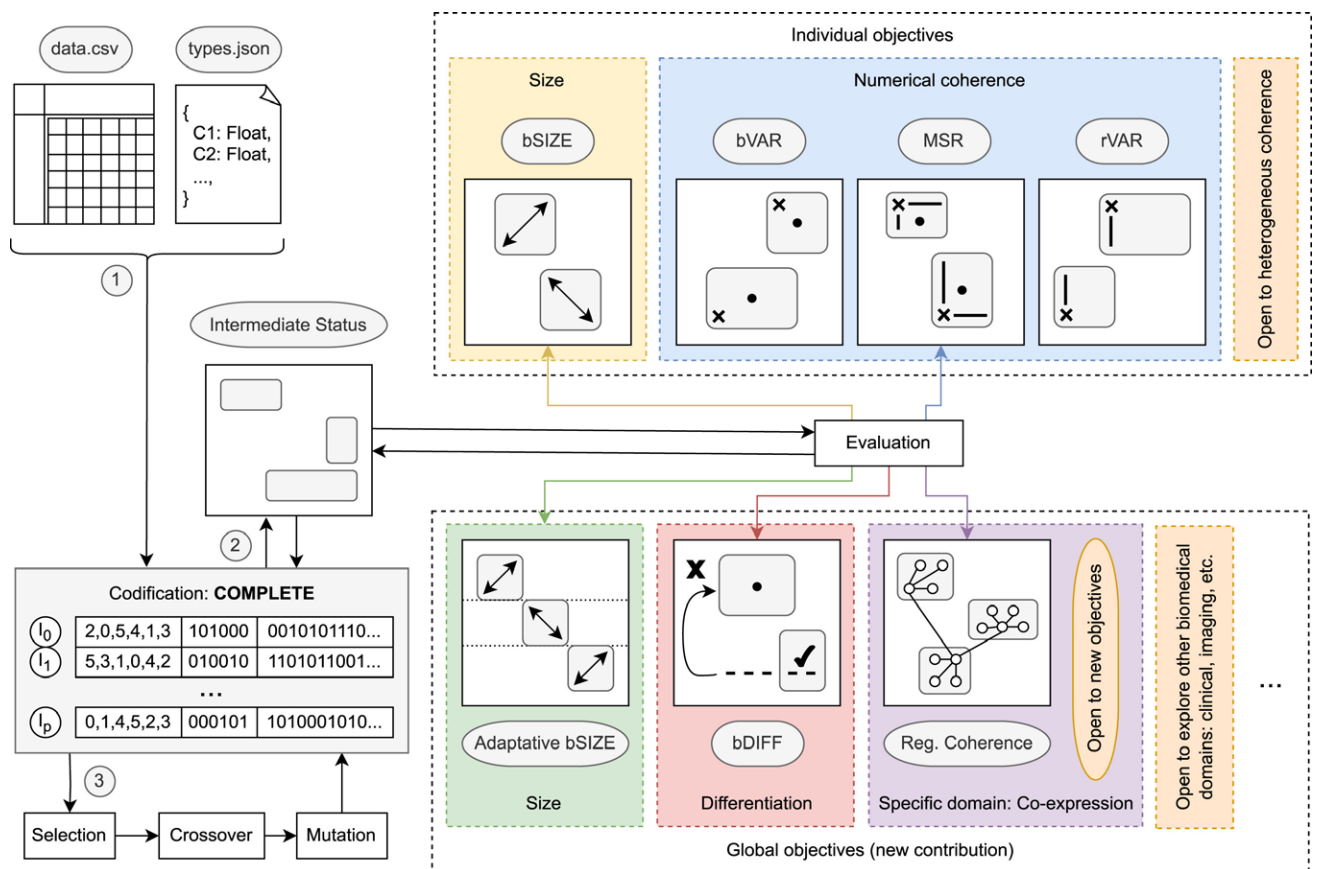 data.csv
types.json
{
C1: Float,
C2: Float,
...,
}
1
Intermediate Status
2
Codification: COMPLETE
I0 2,0,5,4,1,3 101000 0010101110...
I1 5,3,1,0,4,2 010010 1101011001...
...
Ip 0,1,4,5,2,3 000101 1010001010...
3
Selection
Crossover
Mutation
Individual objectives
Size
bSIZE
Numerical coherence
bVAR
MSR
rVAR
Open to heterogeneous coherence
Evaluation
Adaptative bSIZE
Size
X
bDIFF
Differentiation
Reg. Coherence
Specific domain: Co-expression
Open to new objectives
Open to explore other biomedical
domains: clinical, imaging, etc.
...
Global objectives (new contribution)